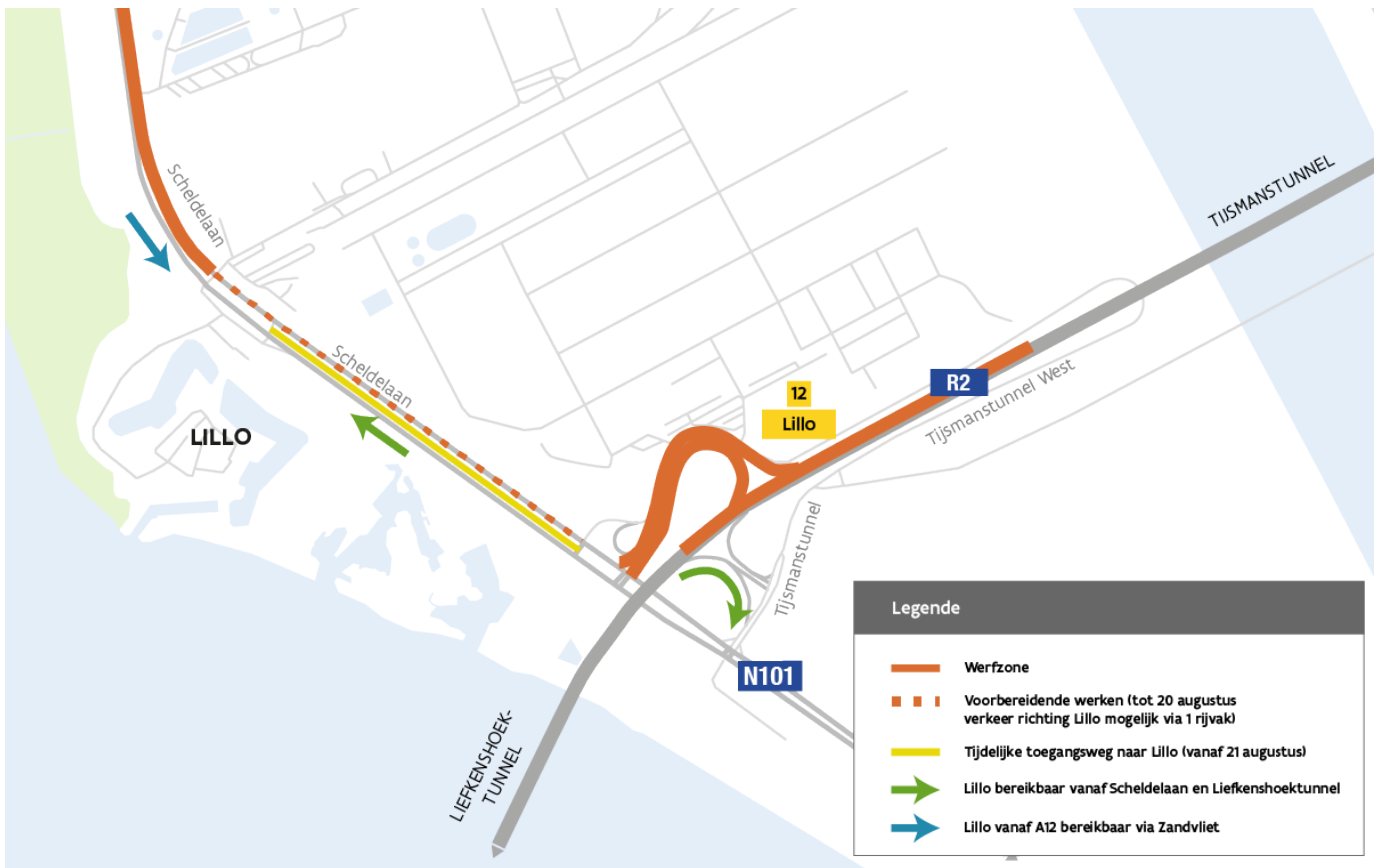 Scheldelaan
TIJSMANSTUNNEL
Scheldelaan
R2
Tijsmanstunnel West
12
Lillo
LILLO
Tijsmanstunnel
N101
LIEFKENSHOEK-
TUNNEL
Legende
Werfzone
Voorbereidende werken (tot 20 augustus
verkeer richting Lillo mogelijk via 1 rijvak)
Tijdelijke toegangsweg naar Lillo (vanaf 21 augustus)
Lillo bereikbaar vanaf Scheldelaan en Liefkenshoektunnel
Lillo vanaf A12 bereikbaar via Zandvliet